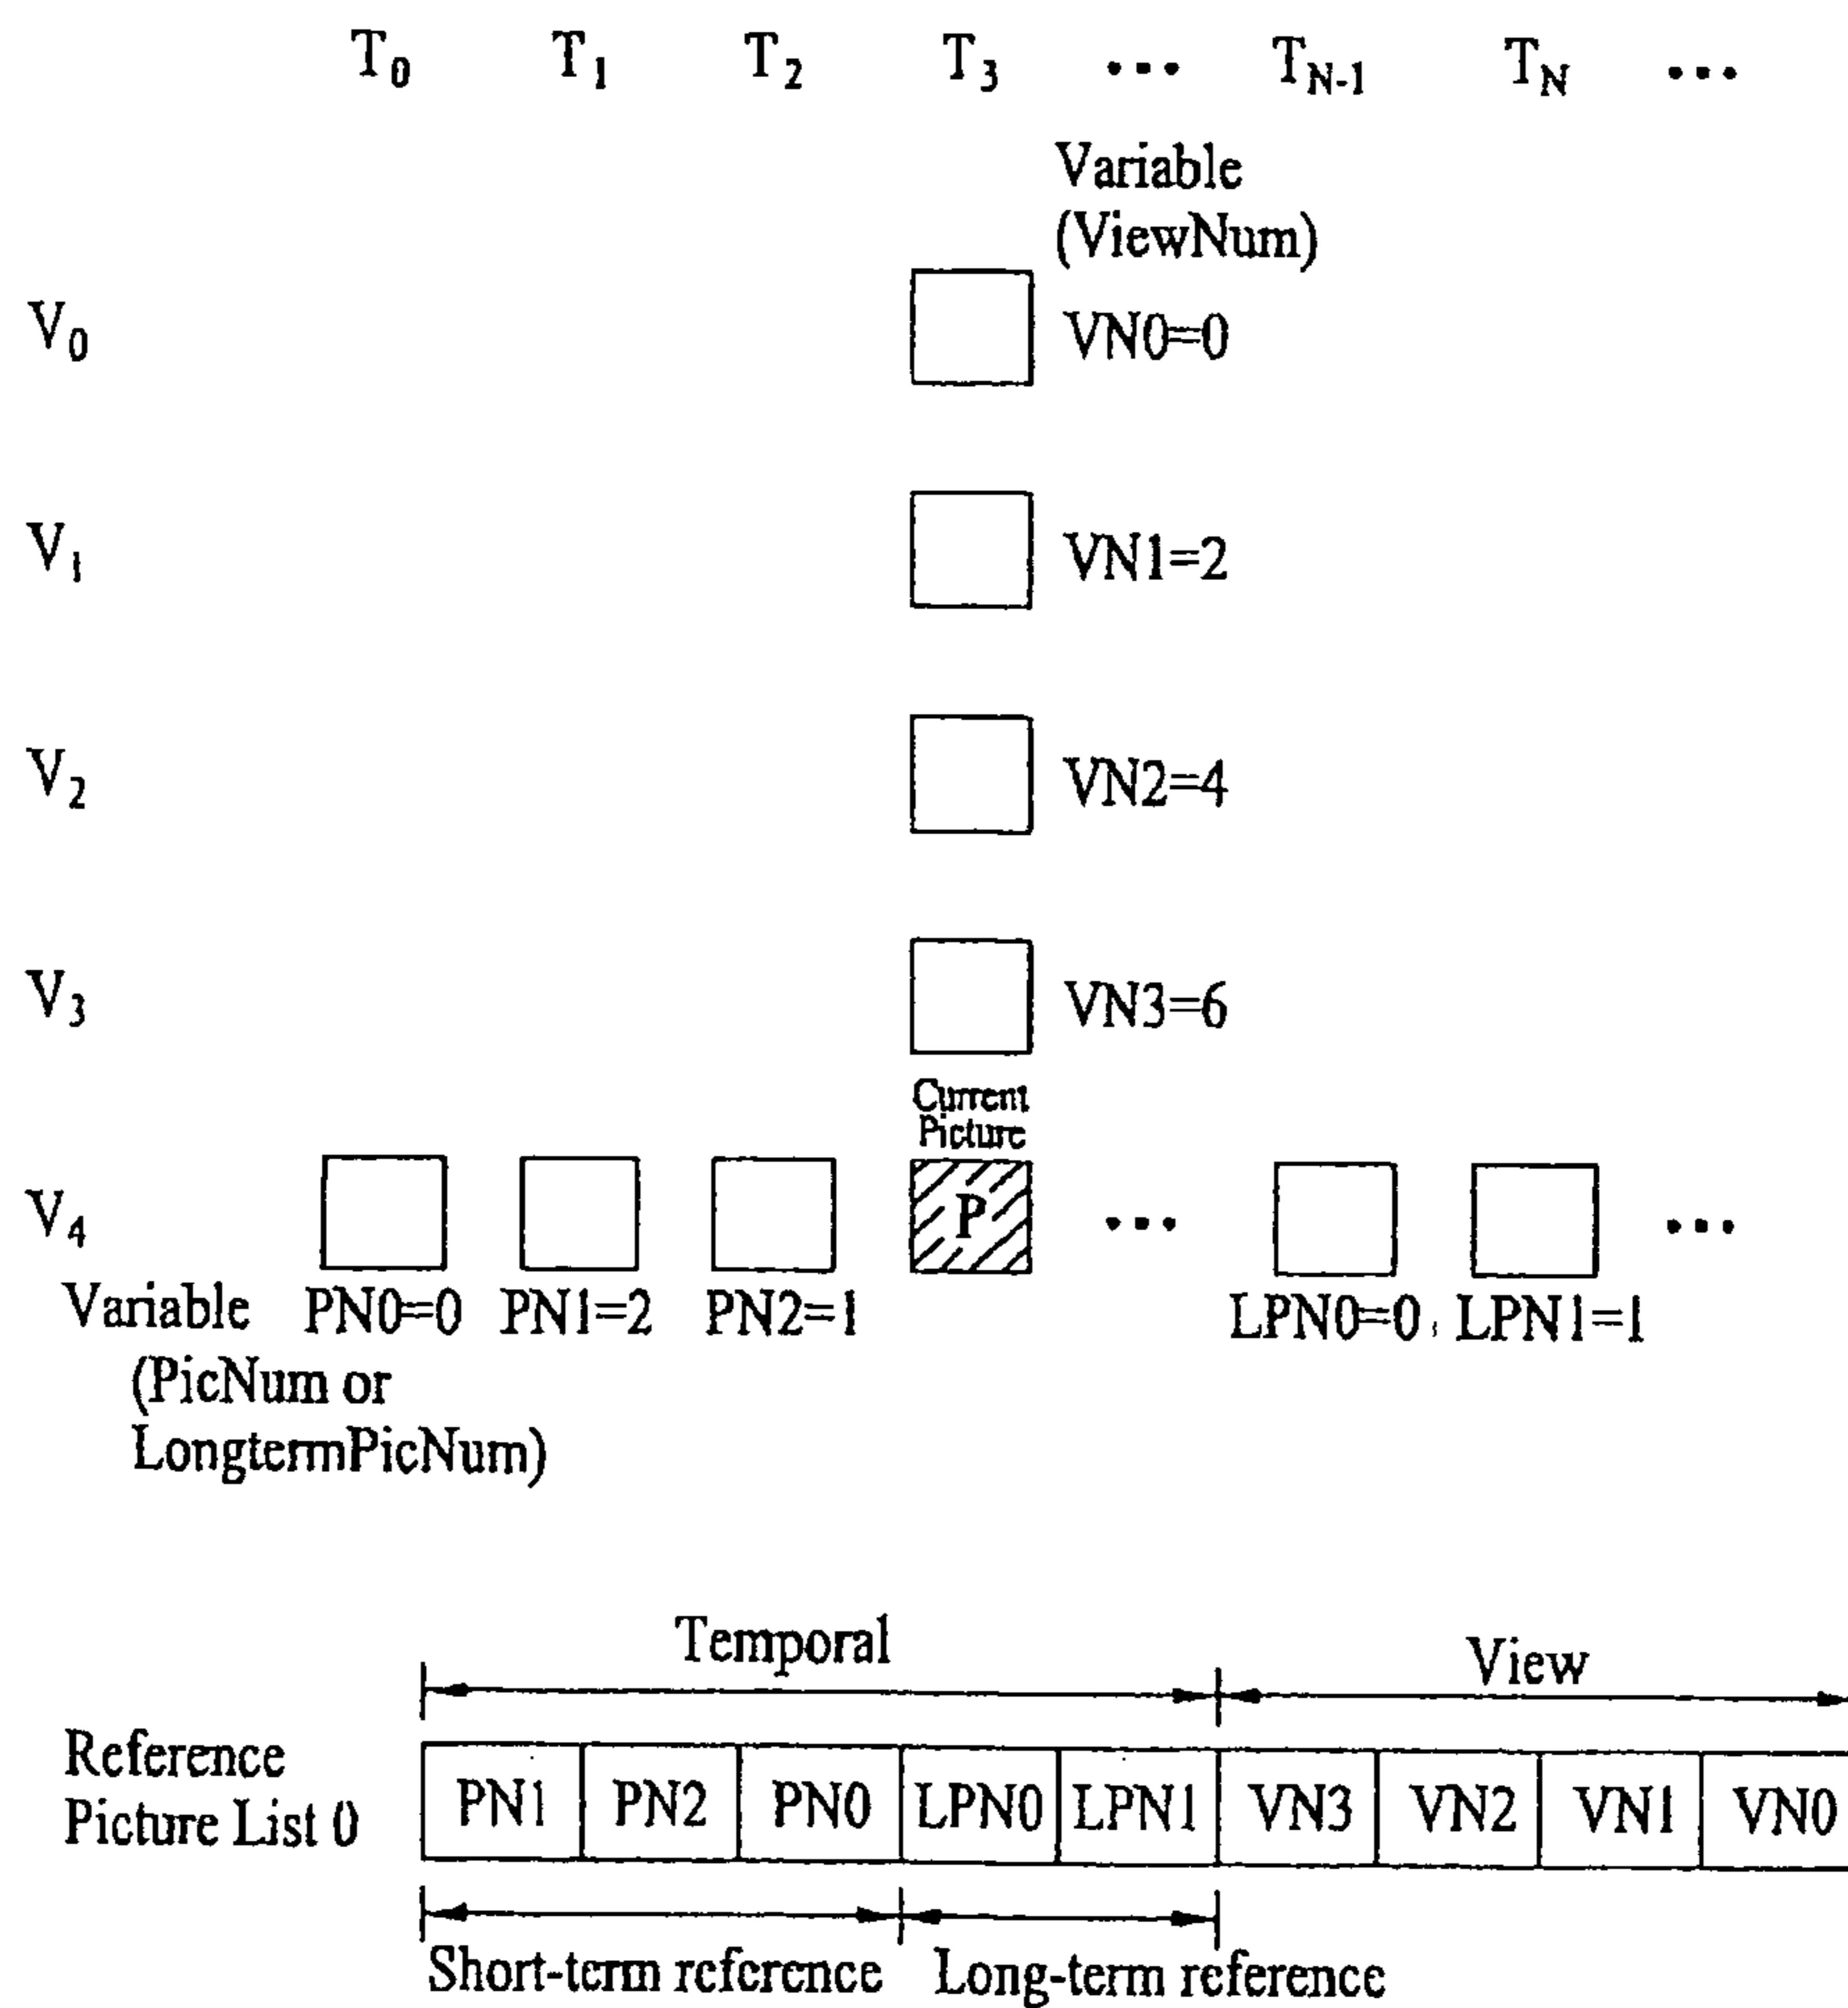 T₀ T₁ T₂ T₃ ••• T_N-1 T_N •••
Variable
(ViewNum)
V₀ VN0=0
V₁ VN1=2
V₂ VN2=4
V₃ VN3=6
Current
Picture
V₄ P ••• •••
Variable PN0=0 PN1=2 PN2=1 LPN0=0 LPN1=1
(PicNum or
LongtermPicNum)
Temporal View
Reference
Picture List 0
PN1 PN2 PN0 LPN0 LPN1 VN3 VN2 VN1 VN0
Short-term reference Long-term reference